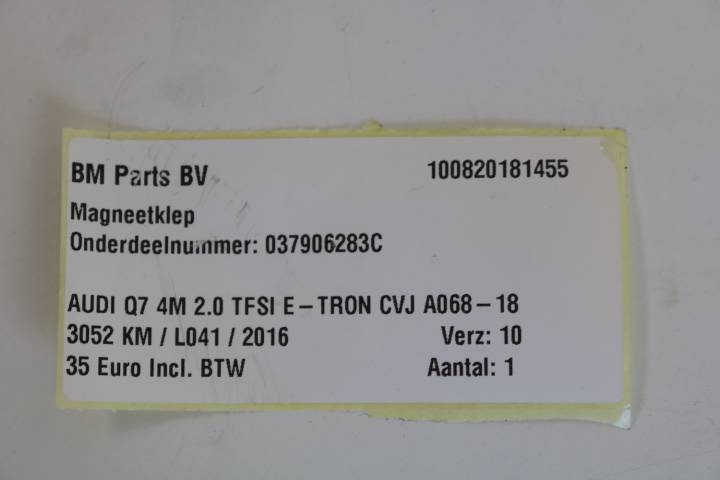 BM Parts BV 100820181455
Magneetklep
Onderdeelnummer: 037906283C
AUDI Q7 4M 2.0 TFSI E-TRON CVJ A068-18
3052 KM / L041 / 2016 Verz: 10
35 Euro Incl. BTW Aantal: 1